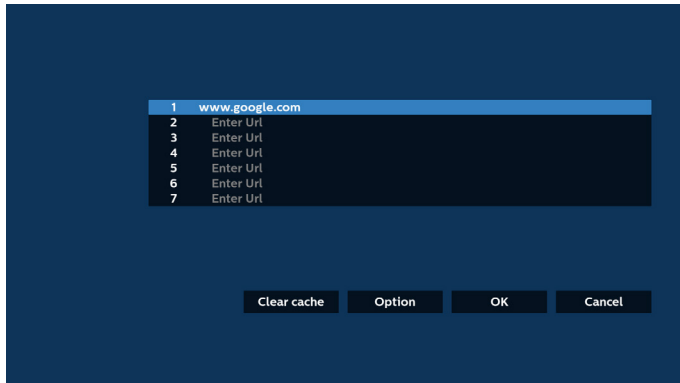 1 www.google.com
2 Enter Url
3 Enter Url
4 Enter Url
5 Enter Url
6 Enter Url
7 Enter Url
Clear cache Option OK Cancel